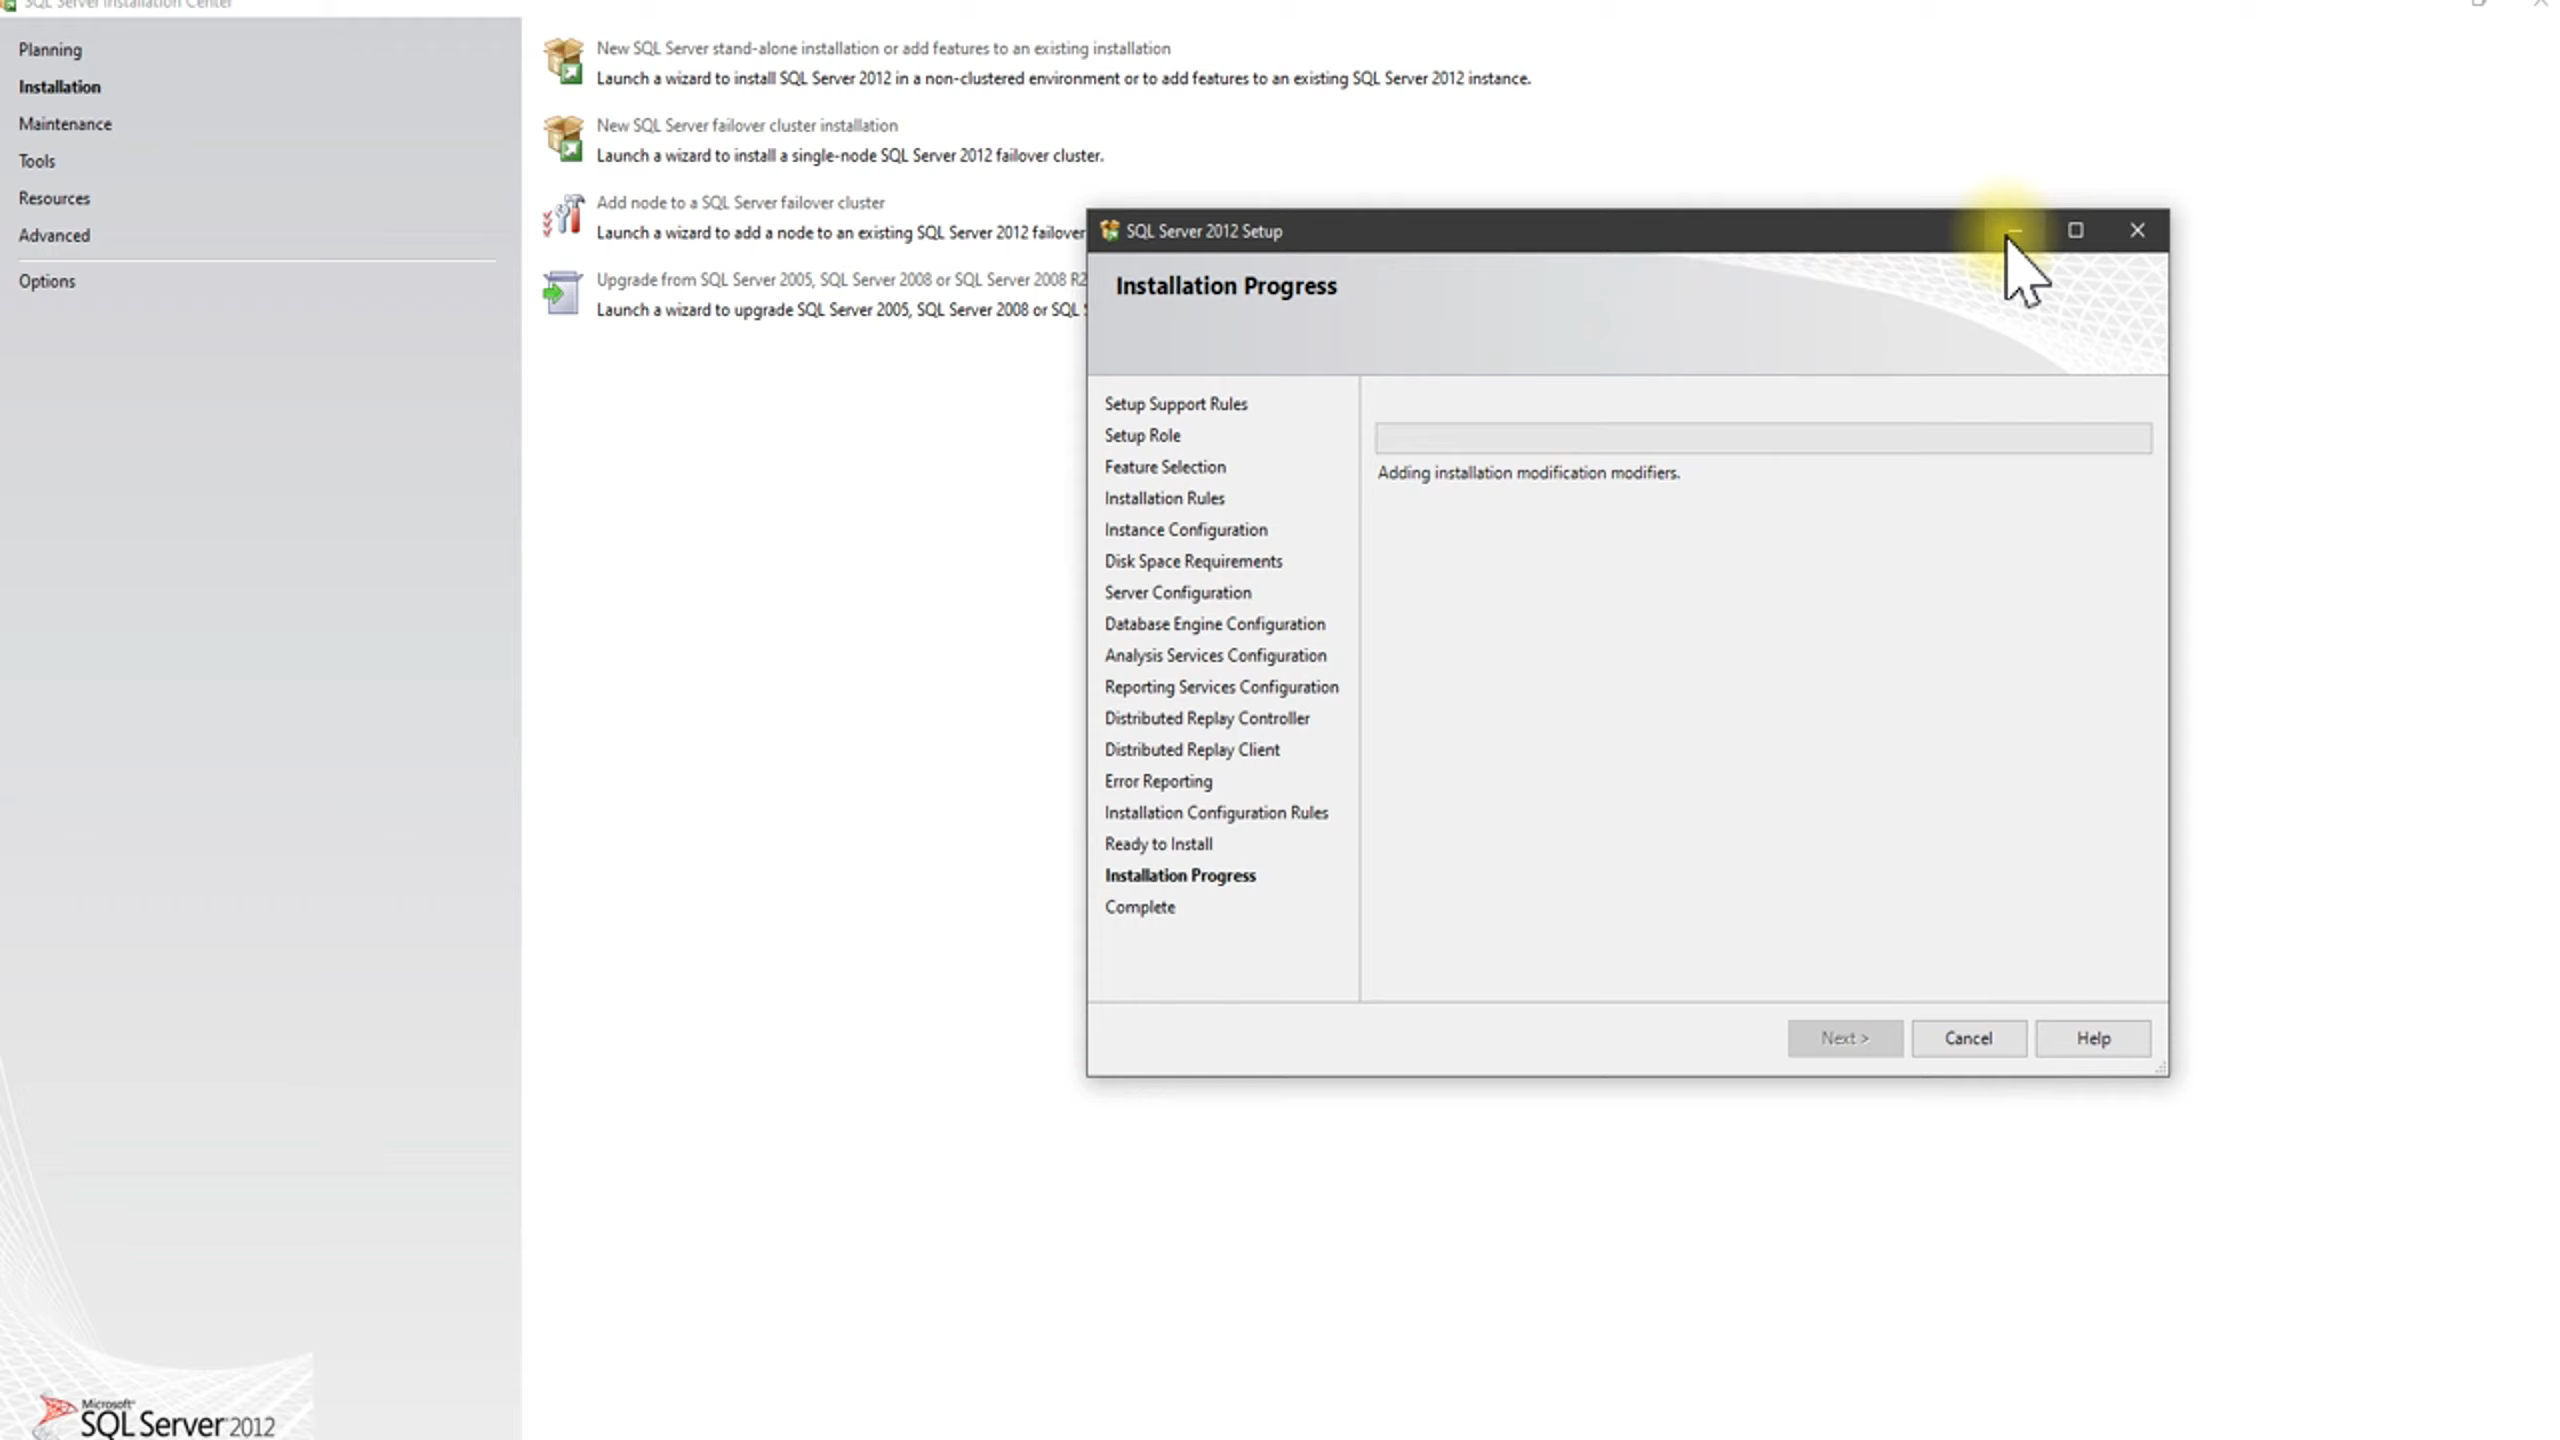 SQL Server Installation Center
Planning
Installation
Maintenance
Tools
Resources
Advanced
Options
New SQL Server stand-alone installation or add features to an existing installation
Launch a wizard to install SQL Server 2012 in a non-clustered environment or to add features to an existing SQL Server 2012 instance.
New SQL Server failover cluster installation
Launch a wizard to install a single-node SQL Server 2012 failover cluster.
Add node to a SQL Server failover cluster
Launch a wizard to add a node to an existing SQL Server 2012 failover
Upgrade from SQL Server 2005, SQL Server 2008 or SQL Server 2008 R2
Launch a wizard to upgrade SQL Server 2005, SQL Server 2008 or SQL
SQL Server 2012 Setup
Installation Progress
Setup Support Rules
Setup Role
Feature Selection
Installation Rules
Instance Configuration
Disk Space Requirements
Server Configuration
Database Engine Configuration
Analysis Services Configuration
Reporting Services Configuration
Distributed Replay Controller
Distributed Replay Client
Error Reporting
Installation Configuration Rules
Ready to Install
Installation Progress
Complete
Adding installation modification modifiers.
Next >
Cancel
Help
Microsoft
SQL Server 2012